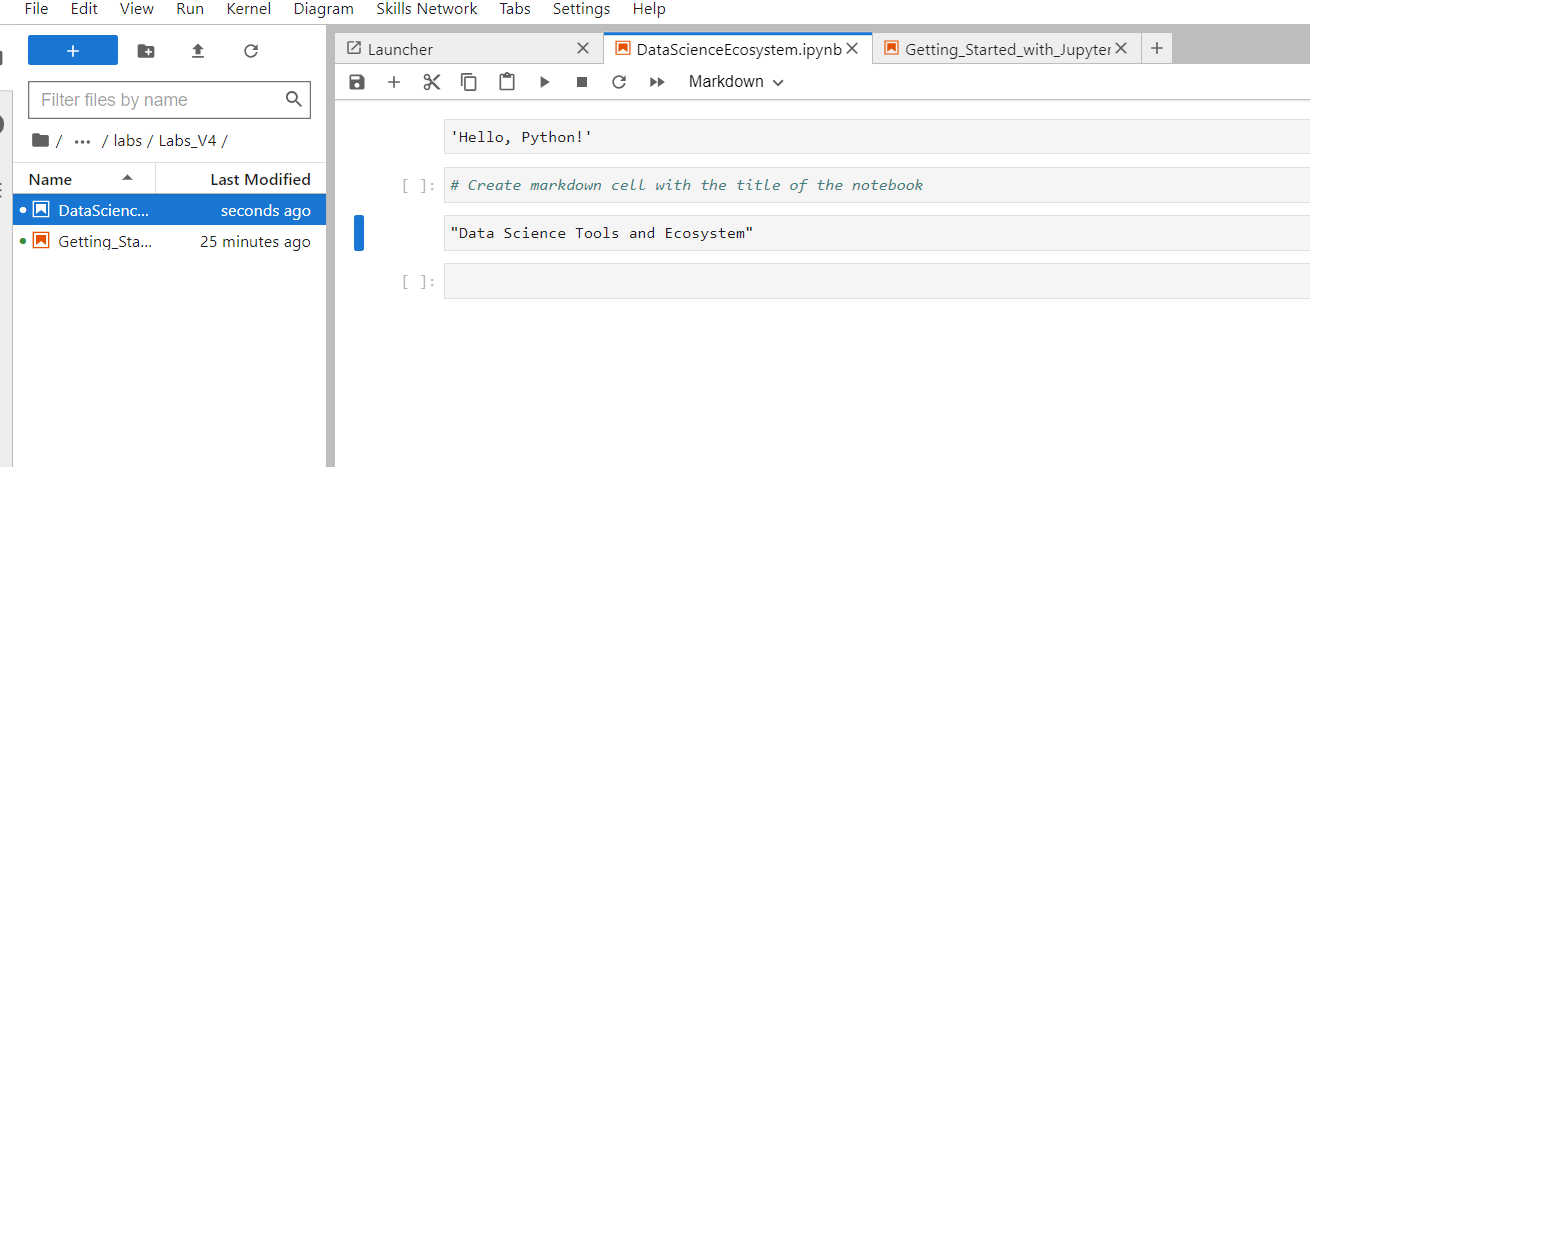 File Edit View Run Kernel Diagram Skills Network Tabs Settings Help
Launcher DataScienceEcosystem.ipynb Getting_Started_with_Jupyter
Markdown
Filter files by name
/ ... / labs / Labs_V4 /
Name Last Modified
DataScienc... seconds ago
Getting_Sta... 25 minutes ago
'Hello, Python!'
[ ]: # Create markdown cell with the title of the notebook
"Data Science Tools and Ecosystem"
[ ]: